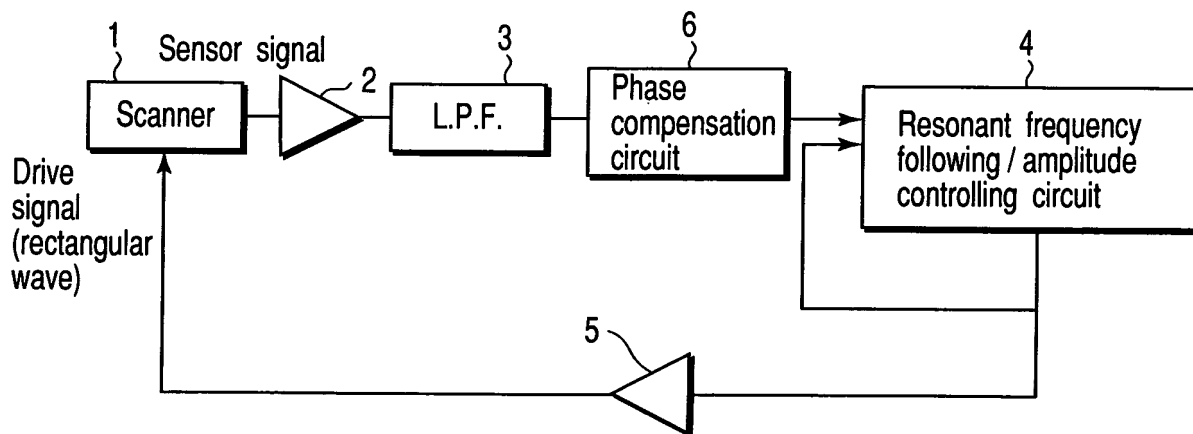 1
Sensor signal
2
3
6
4
Scanner
L.P.F.
Phase
compensation
circuit
Resonant frequency
following / amplitude
controlling circuit
Drive
signal
(rectangular
wave)
5